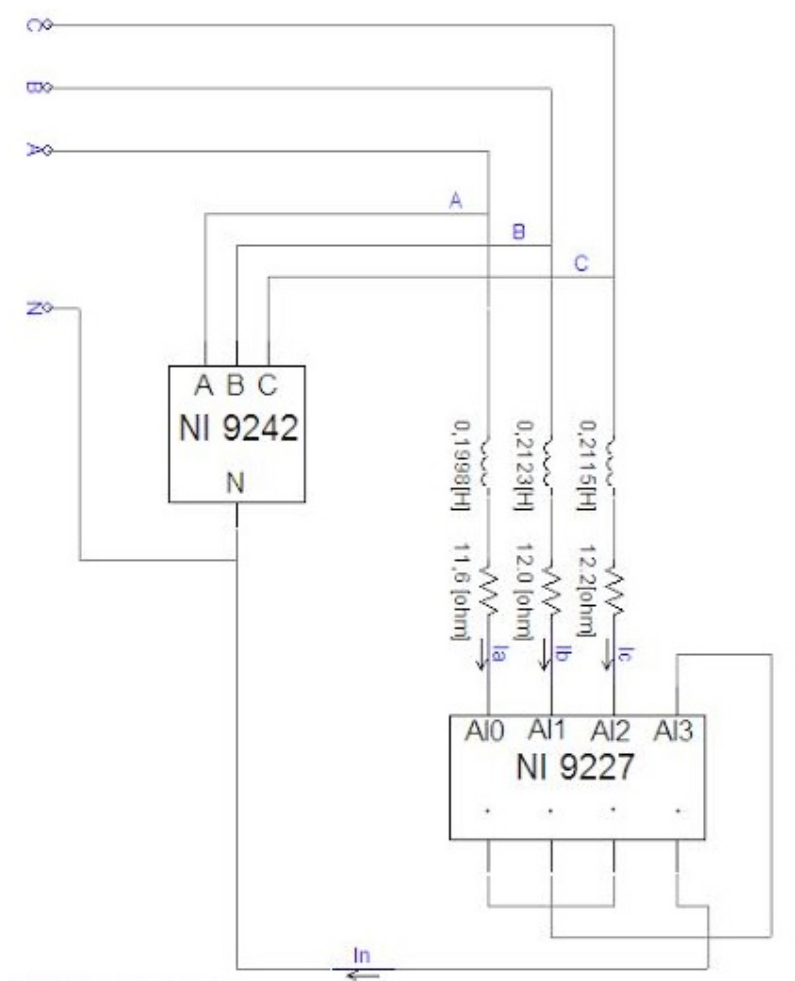 C
B
A
A
B
C
N
A B C
NI 9242
N
0,1998[H]
0,2123[H]
0,2115[H]
11,6 [ohm]
12.0 [ohm]
12.2[ohm]
Ia
Ib
Ic
AI0 AI1 AI2 AI3
NI 9227
In